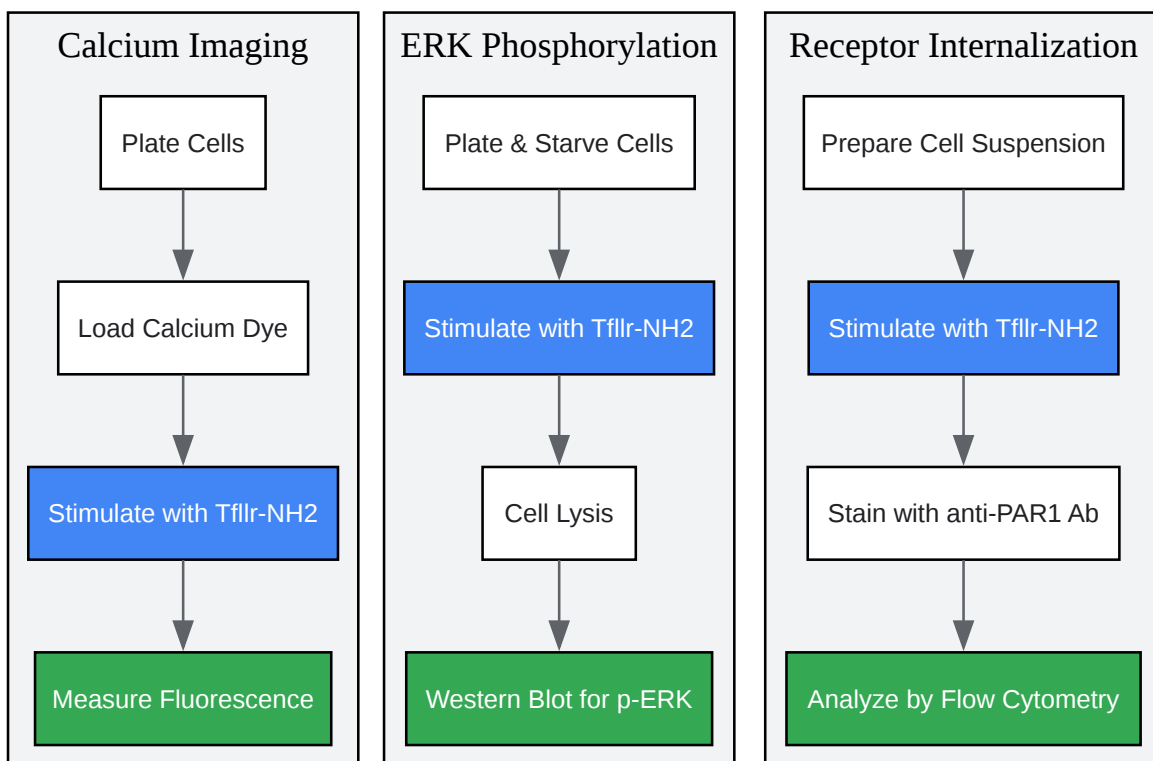 Calcium Imaging
Plate Cells
Load Calcium Dye
Stimulate with Tfllr-NH2
Measure Fluorescence
ERK Phosphorylation
Plate & Starve Cells
Stimulate with Tfllr-NH2
Cell Lysis
Western Blot for p-ERK
Receptor Internalization
Prepare Cell Suspension
Stimulate with Tfllr-NH2
Stain with anti-PAR1 Ab
Analyze by Flow Cytometry